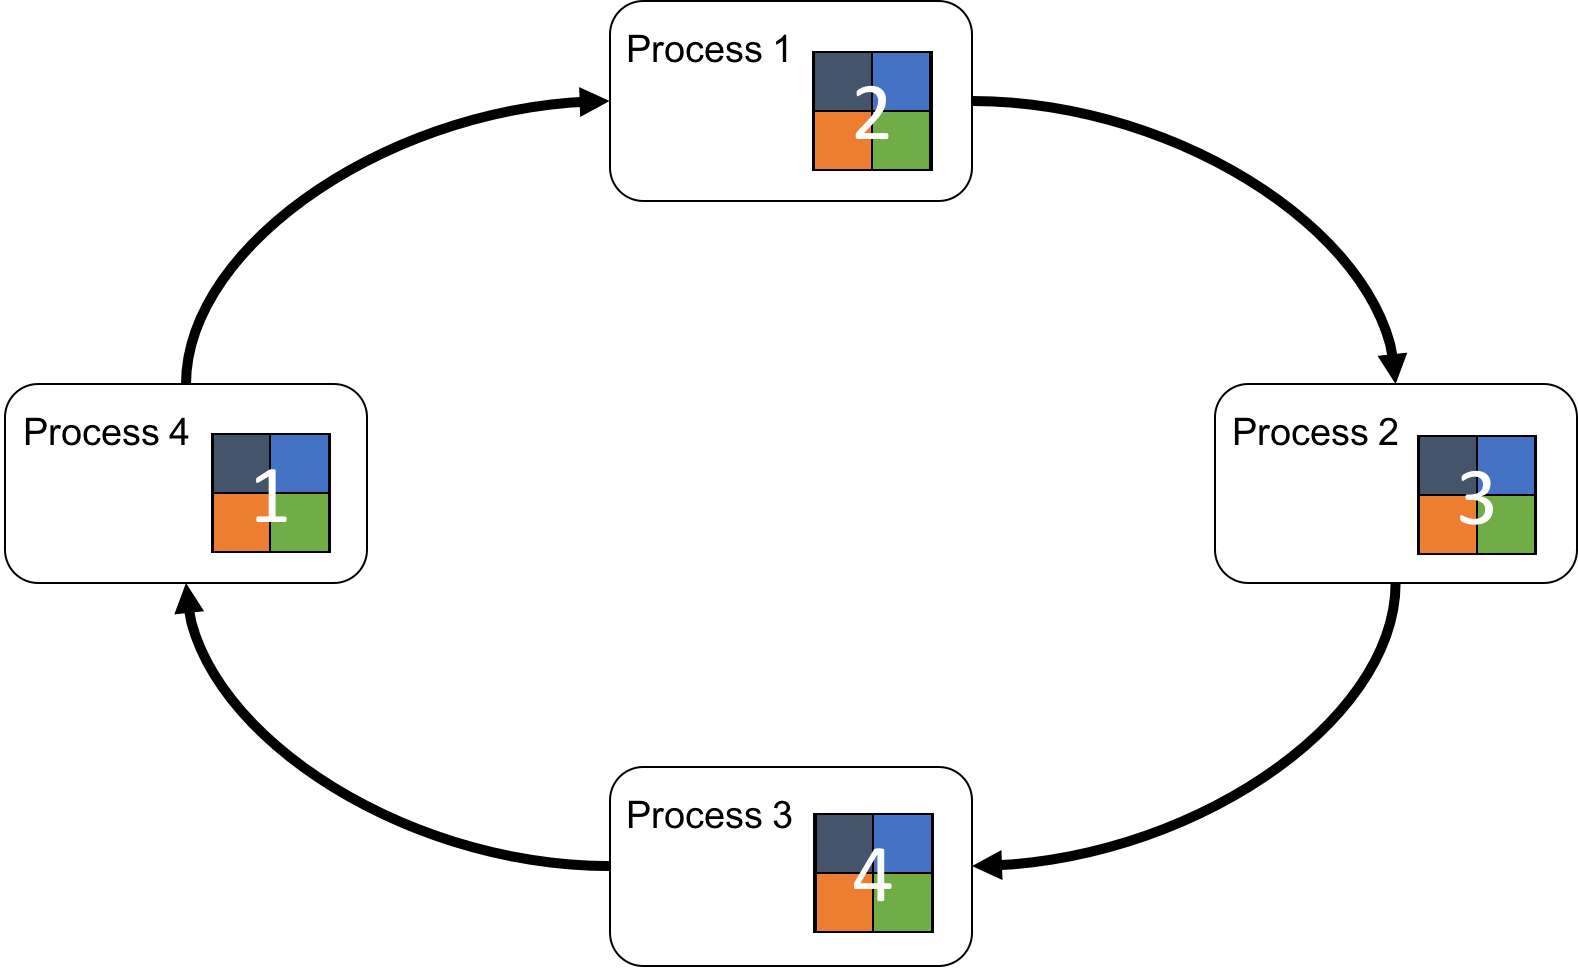 Process 1
2
Process 4
1
Process 2
3
Process 3
4